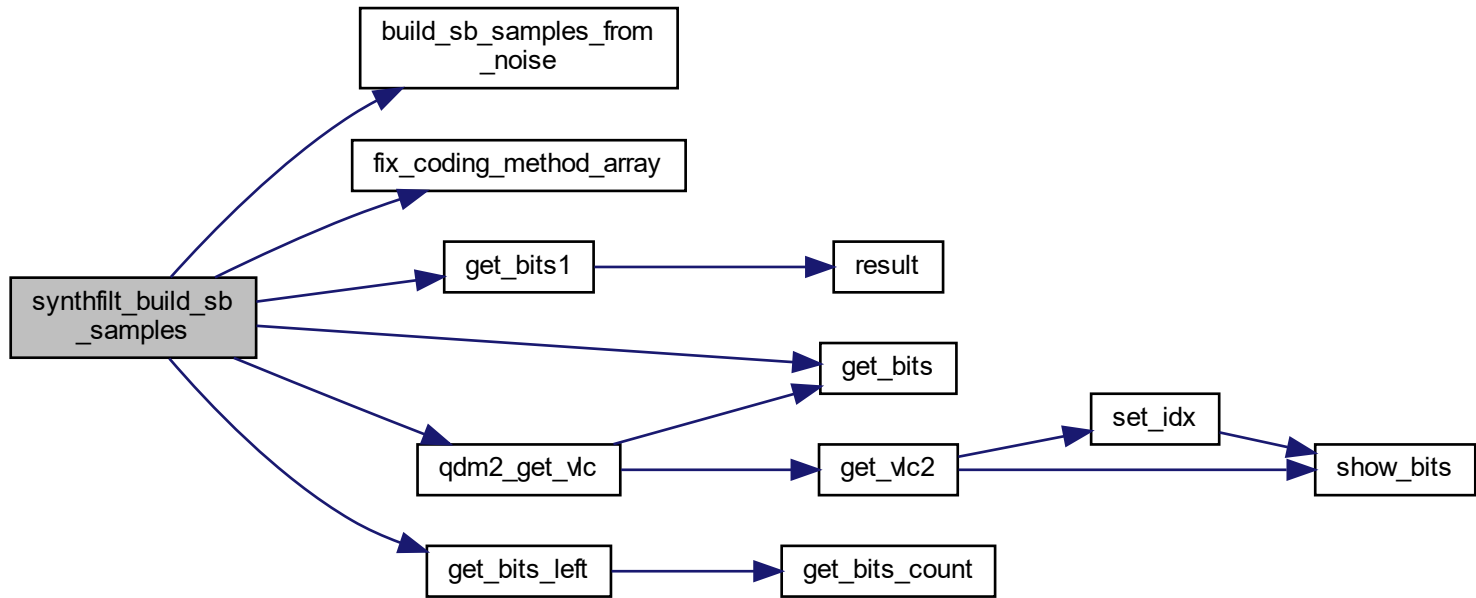 build_sb_samples_from
_noise
fix_coding_method_array
get_bits1
result
synthfilt_build_sb
_samples
get_bits
set_idx
qdm2_get_vlc
get_vlc2
show_bits
get_bits_left
get_bits_count